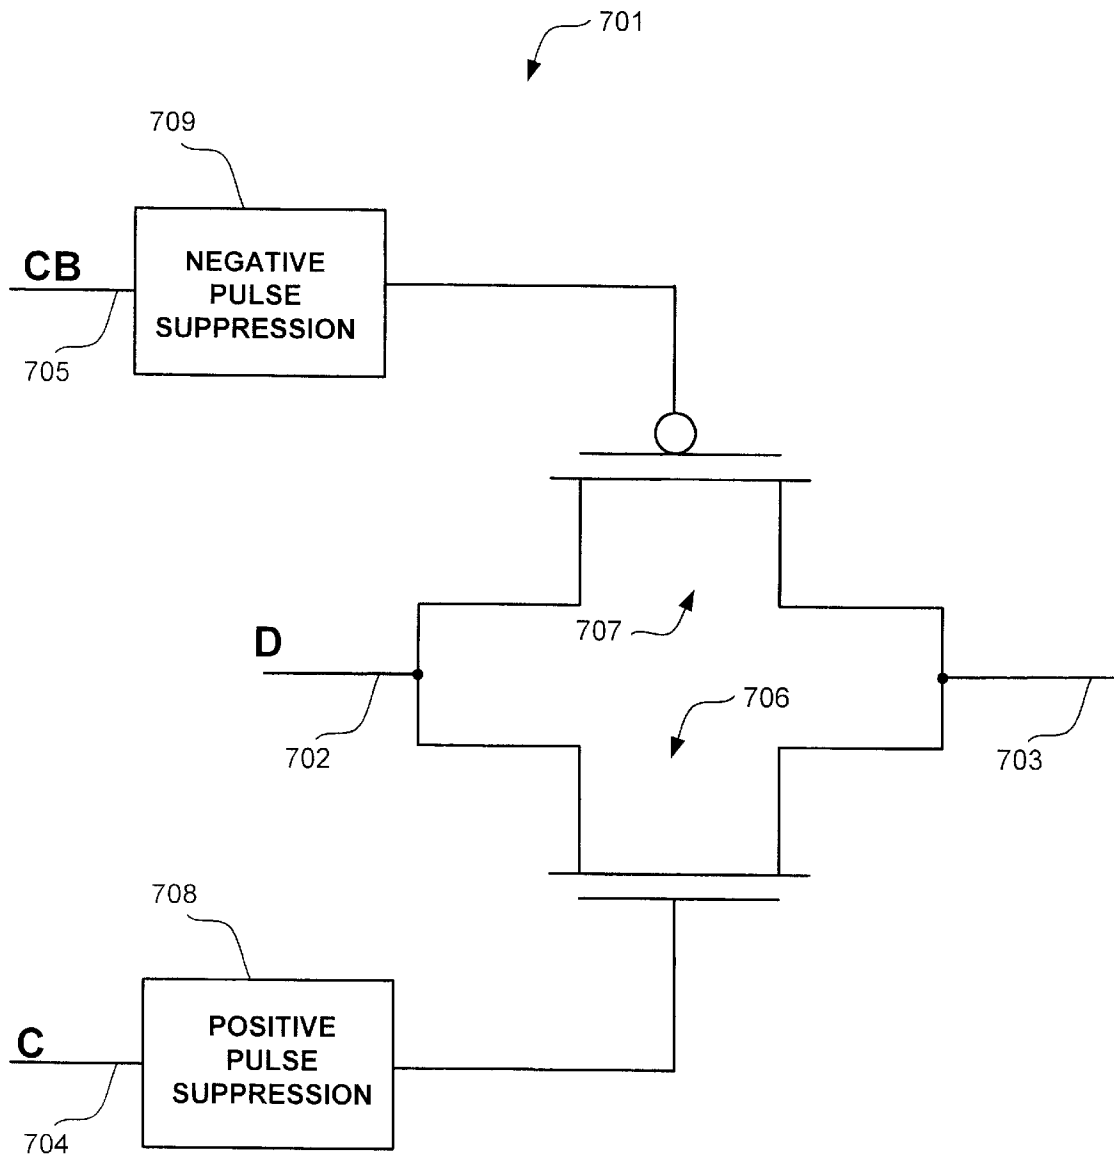 701
709
CB
NEGATIVE
PULSE
SUPPRESSION
705
D
707
706
702
703
708
C
POSITIVE
PULSE
SUPPRESSION
704